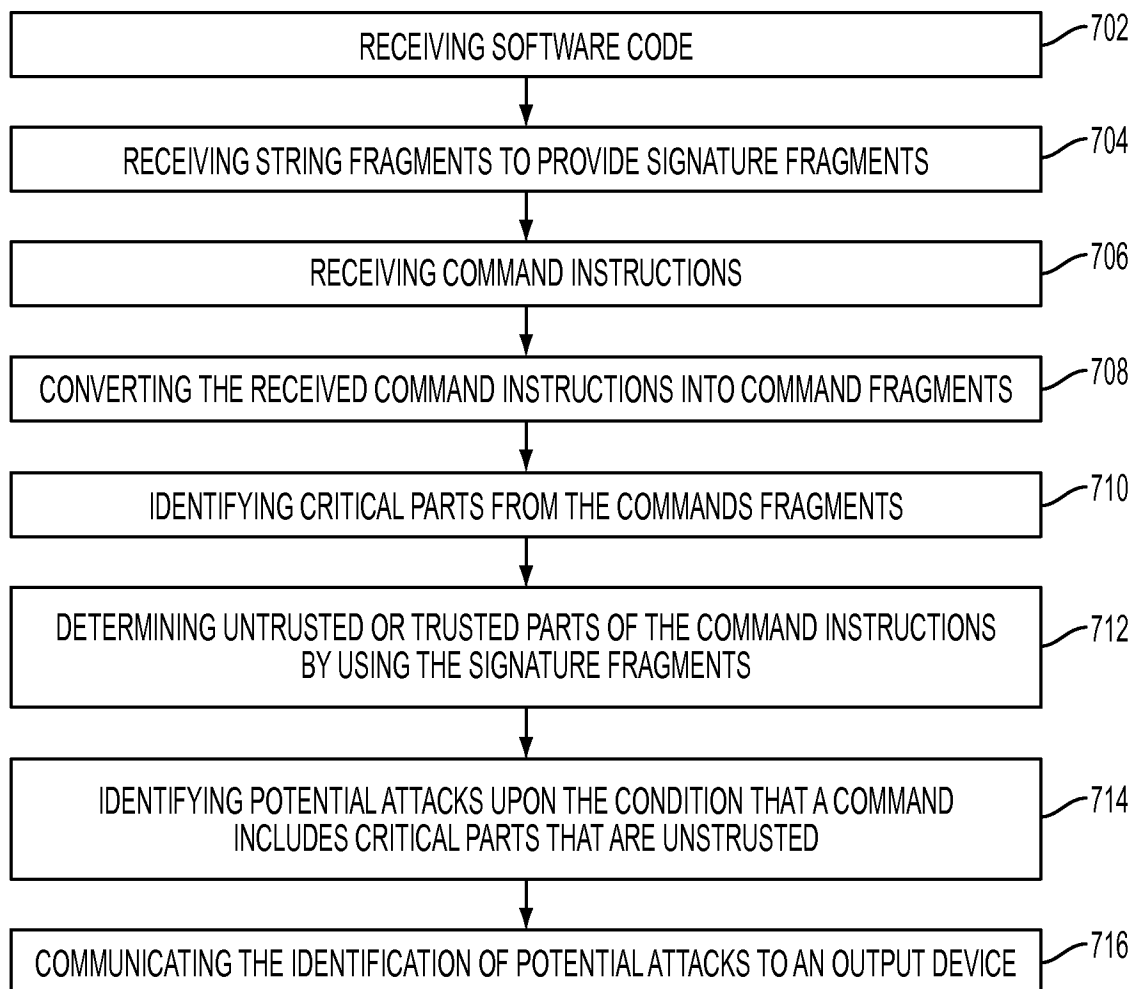 RECEIVING SOFTWARE CODE
702
RECEIVING STRING FRAGMENTS TO PROVIDE SIGNATURE FRAGMENTS
704
RECEIVING COMMAND INSTRUCTIONS
706
CONVERTING THE RECEIVED COMMAND INSTRUCTIONS INTO COMMAND FRAGMENTS
708
IDENTIFYING CRITICAL PARTS FROM THE COMMANDS FRAGMENTS
710
DETERMINING UNTRUSTED OR TRUSTED PARTS OF THE COMMAND INSTRUCTIONS
BY USING THE SIGNATURE FRAGMENTS
712
IDENTIFYING POTENTIAL ATTACKS UPON THE CONDITION THAT A COMMAND
INCLUDES CRITICAL PARTS THAT ARE UNSTRUSTED
714
COMMUNICATING THE IDENTIFICATION OF POTENTIAL ATTACKS TO AN OUTPUT DEVICE
716